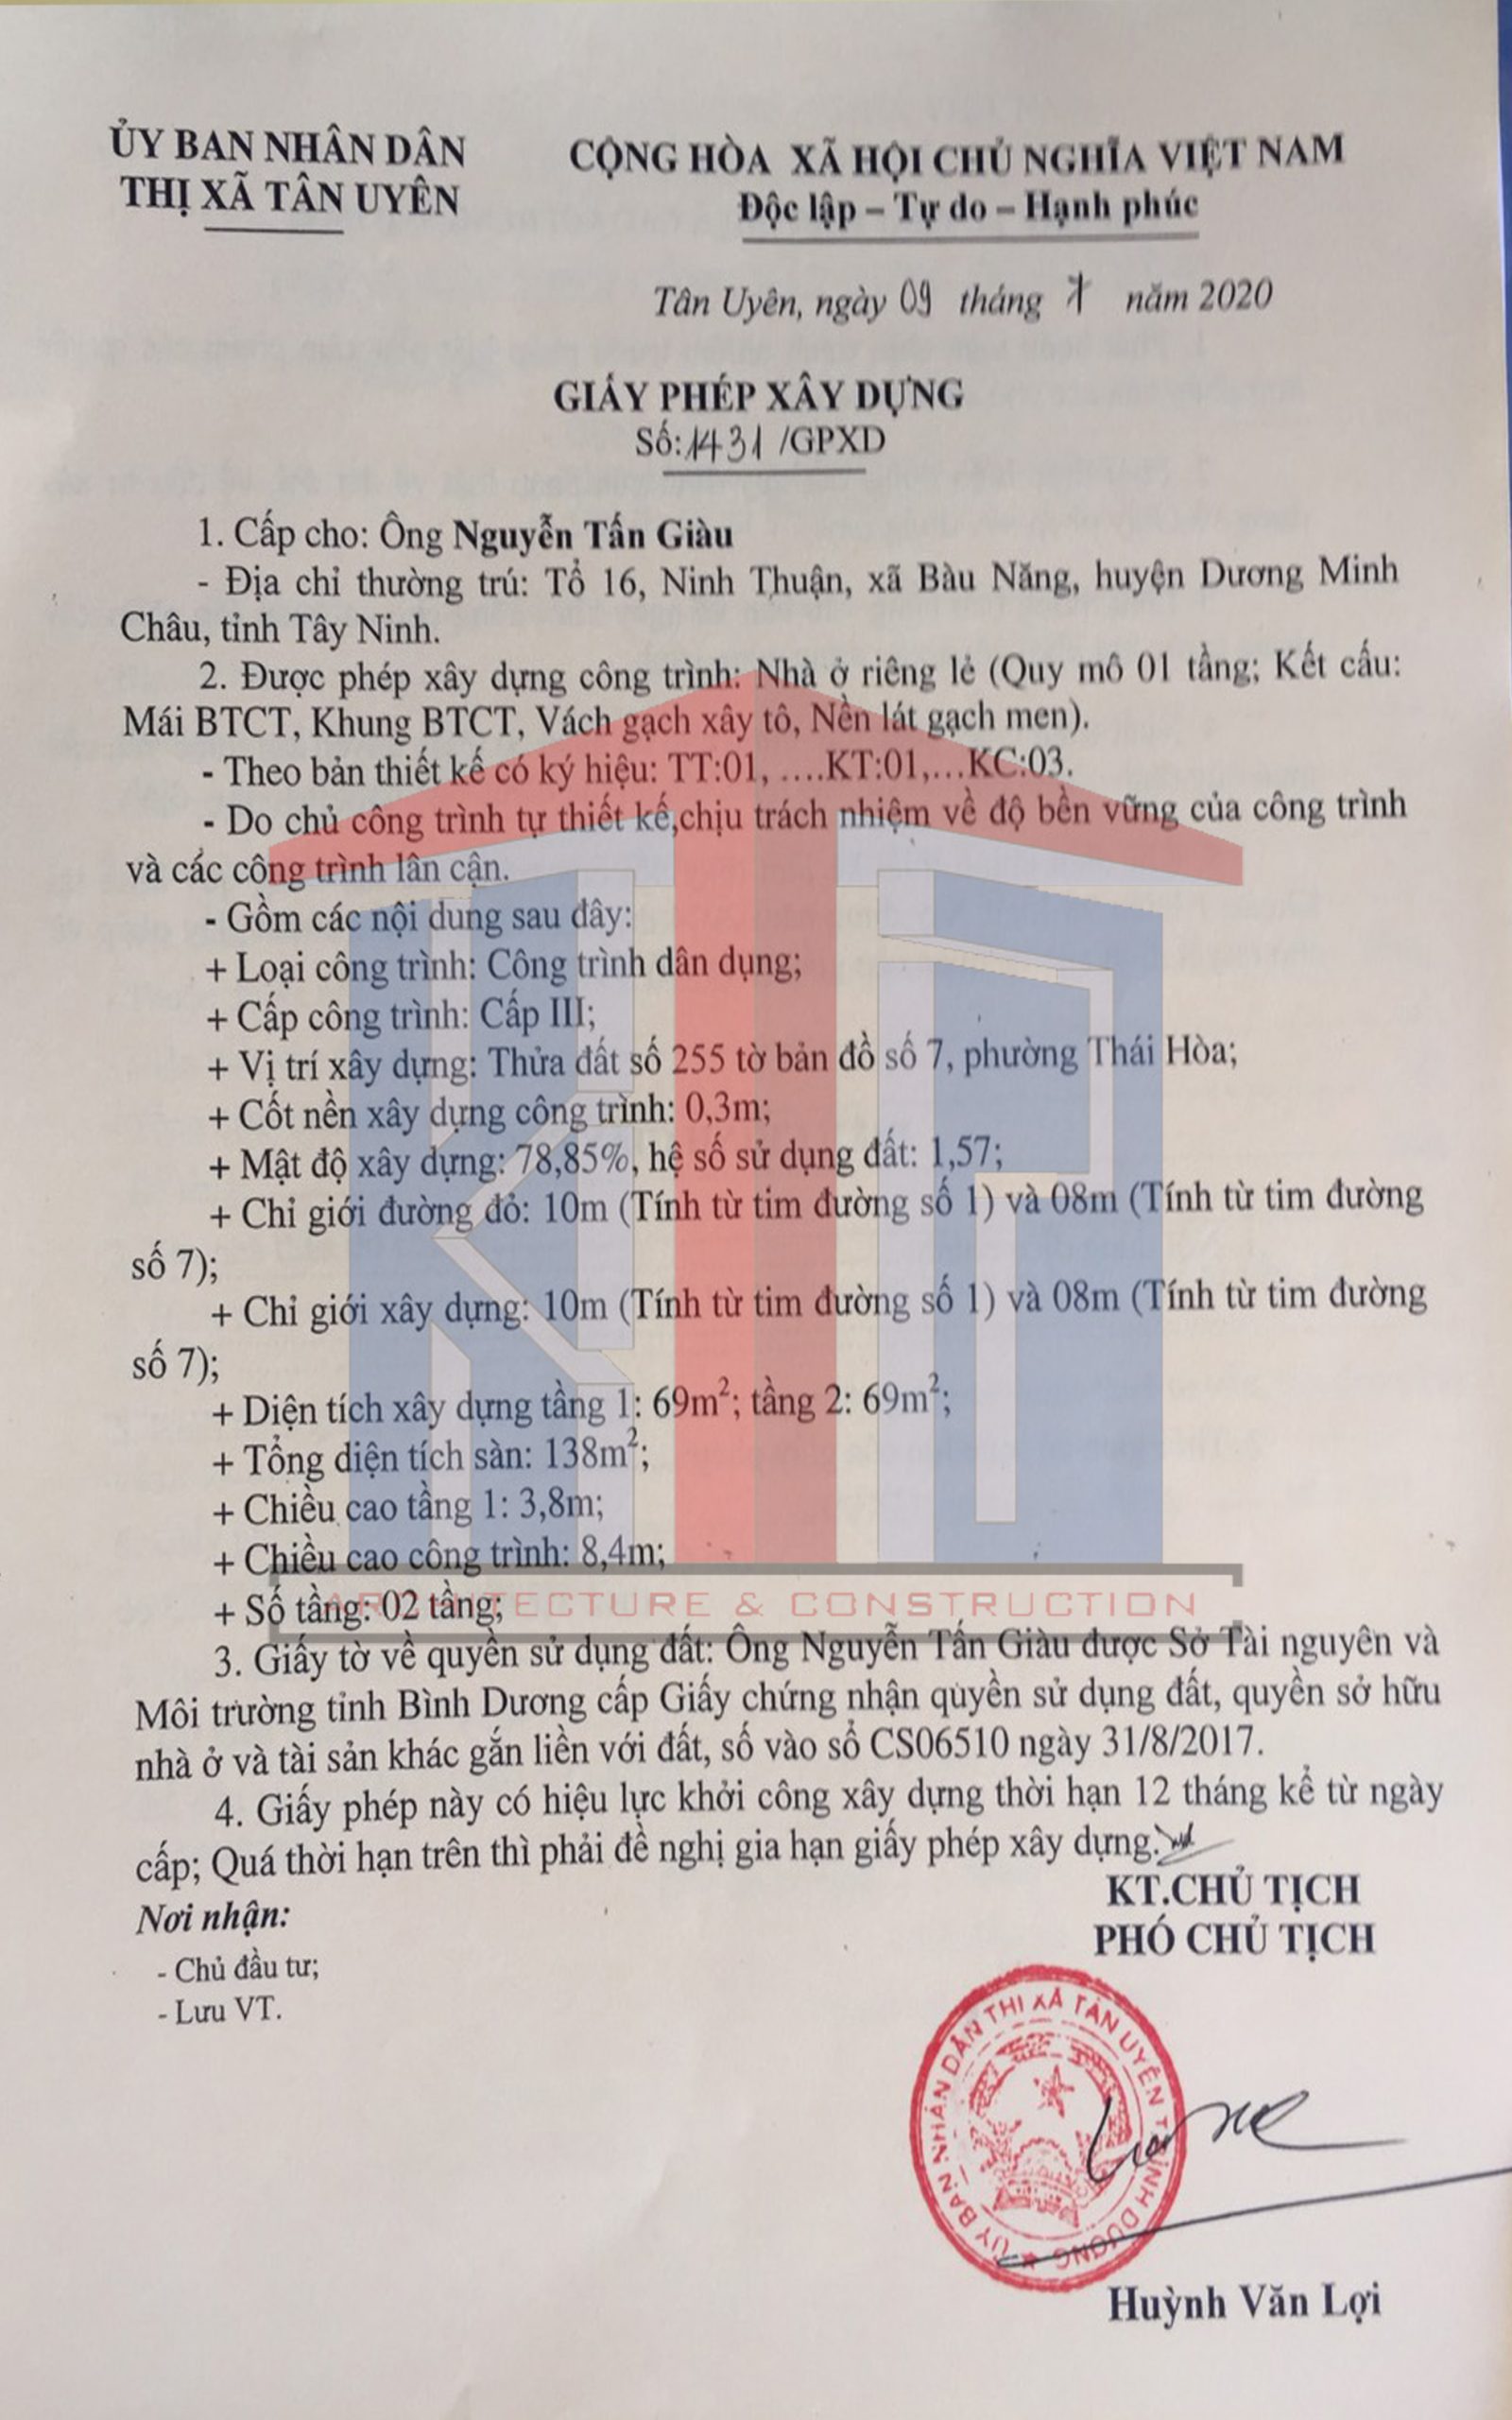 ỦY BAN NHÂN DÂN
THỊ XÃ TÂN UYÊN
CỘNG HÒA XÃ HỘI CHỦ NGHĨA VIỆT NAM
Độc lập – Tự do – Hạnh phúc
Tân Uyên, ngày 09 tháng 7 năm 2020
GIẤY PHÉP XÂY DỰNG
Số: 1431 /GPXD
1. Cấp cho: Ông Nguyễn Tấn Giàu
- Địa chỉ thường trú: Tổ 16, Ninh Thuận, xã Bàu Năng, huyện Dương Minh
Châu, tỉnh Tây Ninh.
2. Được phép xây dựng công trình: Nhà ở riêng lẻ (Quy mô 01 tầng; Kết cấu:
Mái BTCT, Khung BTCT, Vách gạch xây tô, Nền lát gạch men).
- Theo bản thiết kế có ký hiệu: TT:01, ....KT:01,...KC:03.
- Do chủ công trình tự thiết kế,chịu trách nhiệm về độ bền vững của công trình
và các công trình lân cận.
- Gồm các nội dung sau đây:
+ Loại công trình: Công trình dân dụng;
+ Cấp công trình: Cấp III;
+ Vị trí xây dựng: Thửa đất số 255 tờ bản đồ số 7, phường Thái Hòa;
+ Cốt nền xây dựng công trình: 0,3m;
+ Mật độ xây dựng: 78,85%, hệ số sử dụng đất: 1,57;
+ Chỉ giới đường đỏ: 10m (Tính từ tim đường số 1) và 08m (Tính từ tim đường
số 7);
+ Chỉ giới xây dựng: 10m (Tính từ tim đường số 1) và 08m (Tính từ tim đường
số 7);
+ Diện tích xây dựng tầng 1: 69m²; tầng 2: 69m²;
+ Tổng diện tích sàn: 138m²;
+ Chiều cao tầng 1: 3,8m;
+ Chiều cao công trình: 8,4m;
+ Số tầng: 02 tầng;
ARCHITECTURE & CONSTRUCTION
3. Giấy tờ về quyền sử dụng đất: Ông Nguyễn Tấn Giàu được Sở Tài nguyên và
Môi trường tỉnh Bình Dương cấp Giấy chứng nhận quyền sử dụng đất, quyền sở hữu
nhà ở và tài sản khác gắn liền với đất, số vào sổ CS06510 ngày 31/8/2017.
4. Giấy phép này có hiệu lực khởi công xây dựng thời hạn 12 tháng kể từ ngày
cấp; Quá thời hạn trên thì phải đề nghị gia hạn giấy phép xây dựng.
Nơi nhận:
- Chủ đầu tư;
- Lưu VT.
KT.CHỦ TỊCH
PHÓ CHỦ TỊCH
ỦY BAN NHÂN DÂN THỊ XÃ TÂN UYÊN T. BÌNH DƯƠNG
Huỳnh Văn Lợi